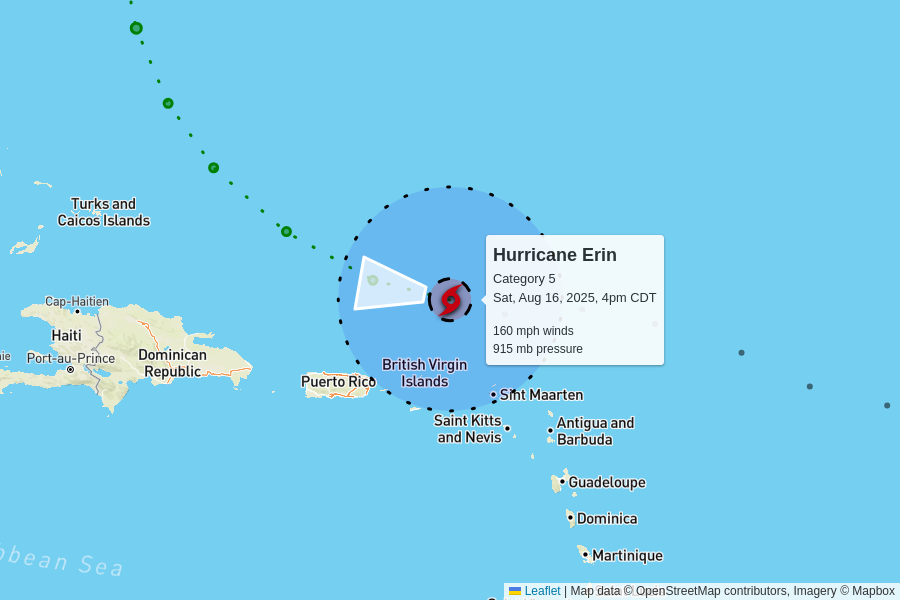 Turks and
Caicos Islands
Hurricane Erin
Category 5
Sat, Aug 16, 2025, 4pm CDT
160 mph winds
915 mb pressure
Cap-Haitien
Haiti
Port-au-Prince
Dominican
Republic
Puerto Rico
British Virgin
Islands
Sint Maarten
Saint Kitts
and Nevis
Antigua and
Barbuda
Guadeloupe
Dominica
Martinique
bbean Sea
Leaflet | Map data © OpenStreetMap contributors, Imagery © Mapbox